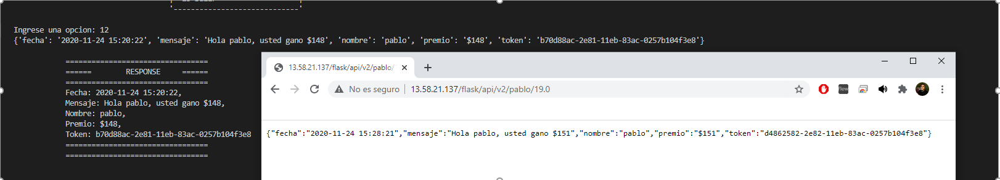 Ingrese una opcion: 12
{'fecha': '2020-11-24 15:20:22', 'mensaje': 'Hola pablo, usted gano $148', 'nombre': 'pablo', 'premio': '$148', 'token': 'b70d88ac-2e81-11eb-83ac-0257b104f3e8'}
=================================
====== RESPONSE ======
=================================
Fecha: 2020-11-24 15:20:22,
Mensaje: Hola pablo, usted gano $148,
Nombre: pablo,
Premio: $148,
Token: b70d88ac-2e81-11eb-83ac-0257b104f3e8
=================================
=================================
13.58.21.137/flask/api/v2/pablo/
No es seguro | 13.58.21.137/flask/api/v2/pablo/19.0
{"fecha":"2020-11-24 15:28:21","mensaje":"Hola pablo, usted gano $151","nombre":"pablo","premio":"$151","token":"d4862582-2e82-11eb-83ac-0257b104f3e8"}